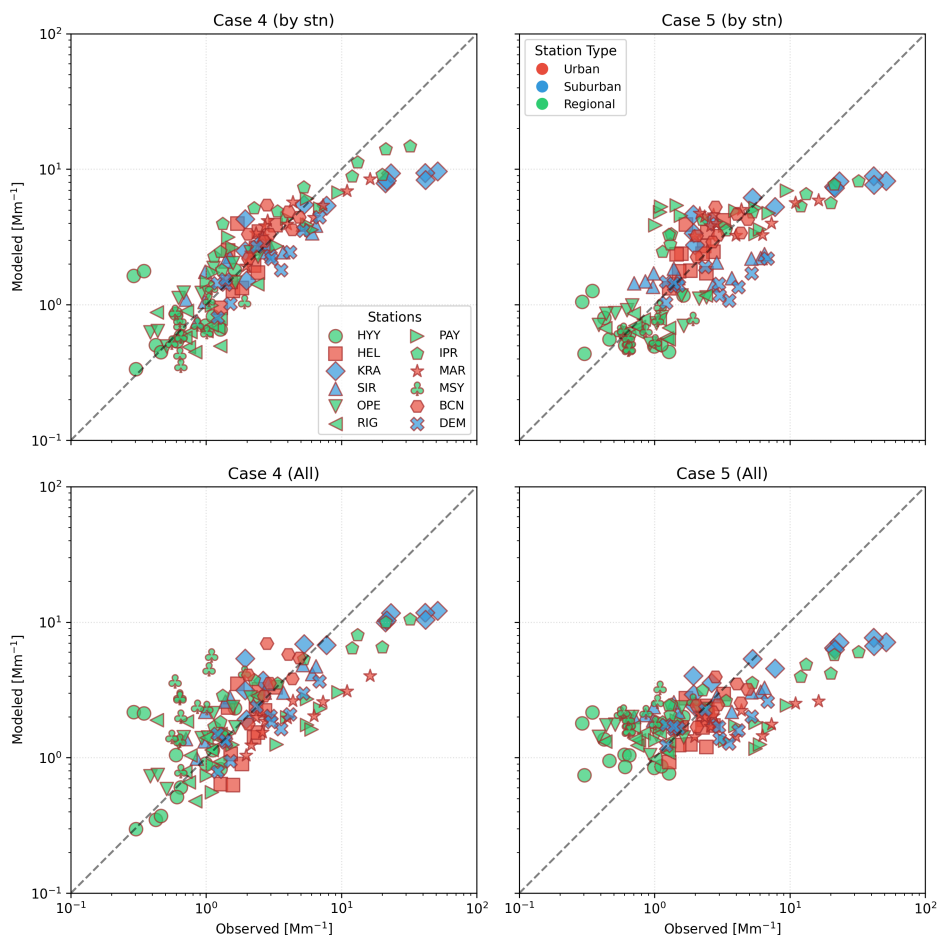 Case 4 (by stn)
Case 5 (by stn)
10²
10¹
10⁰
10⁻¹
Modeled [Mm⁻¹]
Stations
HYY
HEL
KRA
SIR
OPE
RIG
PAY
IPR
MAR
MSY
BCN
DEM
Station Type
Urban
Suburban
Regional
Case 4 (All)
Case 5 (All)
10²
10¹
10⁰
10⁻¹
Modeled [Mm⁻¹]
10⁻¹ 10⁰ 10¹ 10²
Observed [Mm⁻¹]
10⁻¹ 10⁰ 10¹ 10²
Observed [Mm⁻¹]